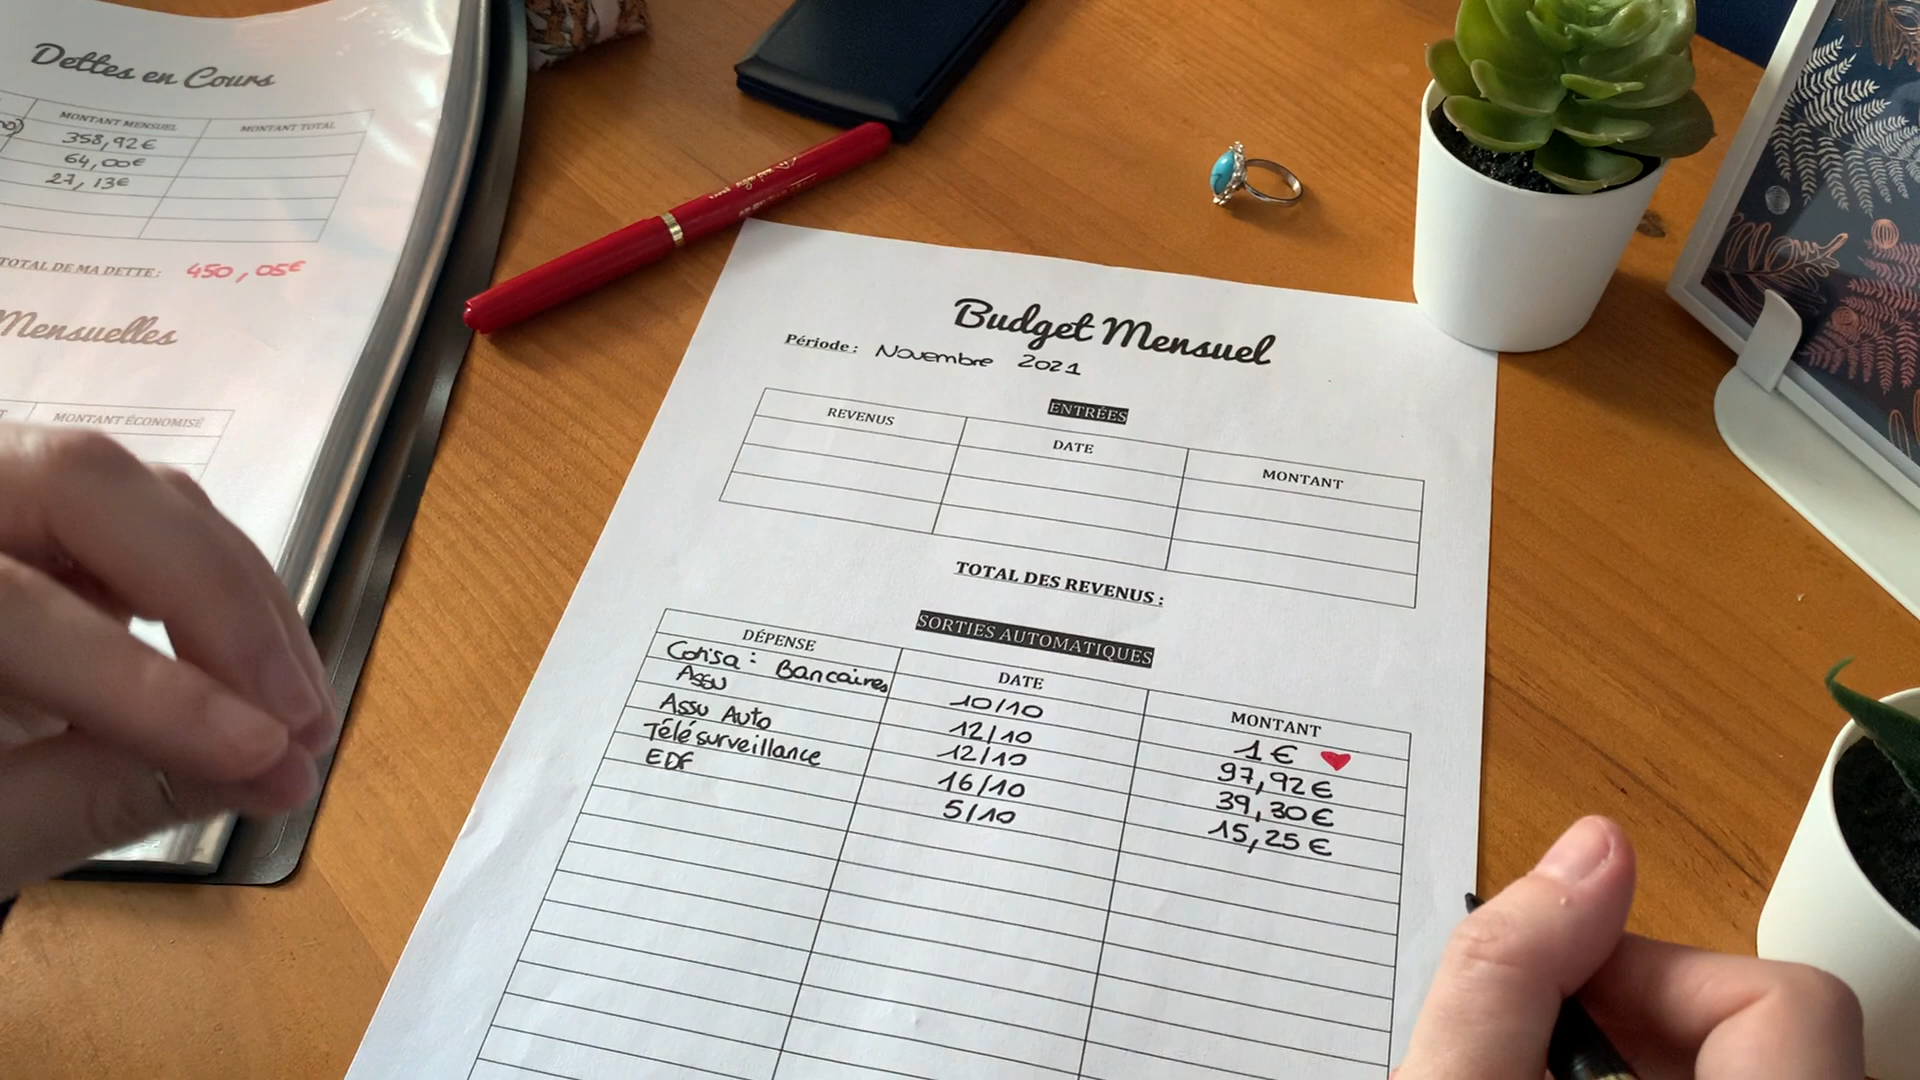 Dettes en Cours
MONTANT MENSUEL MONTANT TOTAL
358,92€
64,00€
27,13€
TOTAL DE MA DETTE : 450,05€
Mensuelles
MONTANT ÉCONOMISÉ
Budget Mensuel
Période : Novembre 2021
ENTRÉES
REVENUS DATE MONTANT
TOTAL DES REVENUS :
SORTIES AUTOMATIQUES
DÉPENSE DATE MONTANT
Cotisa : Bancaires 10/10 1€
Assu 12/10 97,92€
Assu Auto 12/10 39,30€
Télésurveillance 16/10 15,25€
EDF 5/10